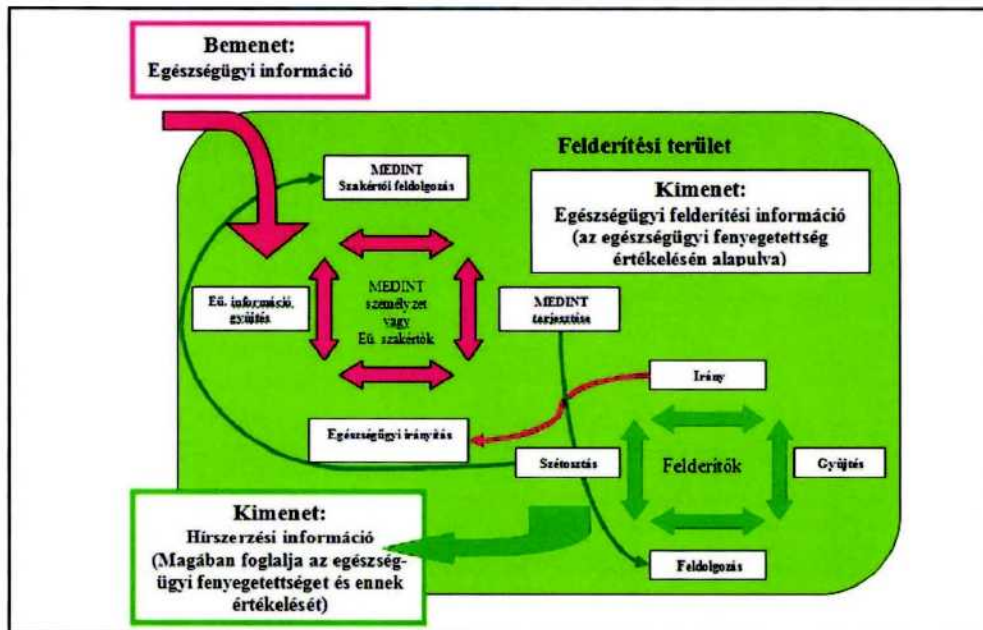 Bemenet:
Egészségügyi információ
Felderítési terület
MEDINT
Szakértői feldolgozás
Kimenet:
Egészségügyi felderítési információ
(az egészségügyi fenyegetettség
értékelésén alapulva)
Eü. információ,
gyűjtés
MEDINT
személyzet
vagy
Eü. szakértők
MEDINT
terjesztése
Irány
Egészségügyi irányítás
Szétosztás
Felderítők
Gyűjtés
Kimenet:
Hírszerzési információ
(Magában foglalja az egészség-
ügyi fenyegetettséget és ennek
értékelését)
Feldolgozás